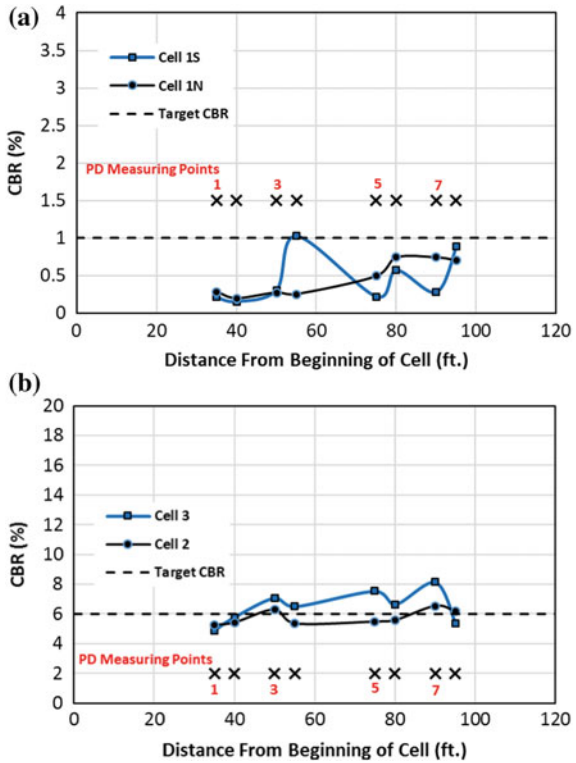 (a)
4
3.5
3
2.5
2
1.5
1
0.5
0
CBR (%)
Cell 1S
Cell 1N
Target CBR
PD Measuring Points
1 3 5 7
0 20 40 60 80 100 120
Distance From Beginning of Cell (ft.)
(b)
20
18
16
14
12
10
8
6
4
2
0
CBR (%)
0 20 40 60 80 100 120
Cell 3
Cell 2
Target CBR
PD Measuring Points
1 3 5 7
Distance From Beginning of Cell (ft.)